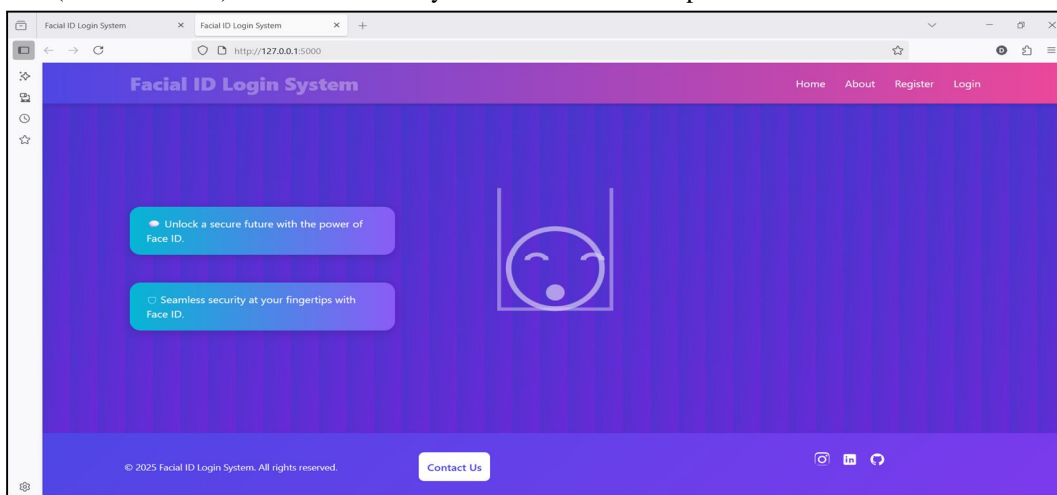 Facial ID Login System
Facial ID Login System
http://127.0.0.1:5000
Facial ID Login System
Home About Register Login
Unlock a secure future with the power of
Face ID.
Seamless security at your fingertips with
Face ID.
© 2025 Facial ID Login System. All rights reserved.
Contact Us
in
D